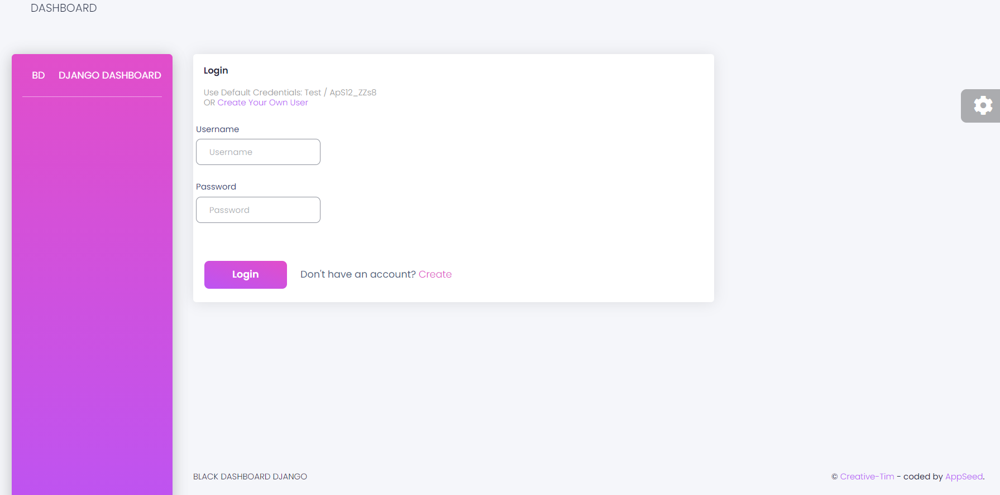 DASHBOARD
BD DJANGO DASHBOARD
Login
Use Default Credentials: Test / ApS12_ZZs8
OR Create Your Own User
Username
Username
Password
Password
Login Don't have an account? Create
BLACK DASHBOARD DJANGO
© Creative-Tim - coded by AppSeed.